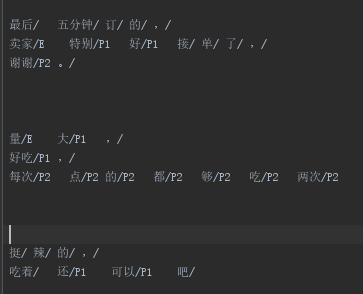 最后/ 五分钟/ 订/ 的/ ，/
卖家/E 特别/P1 好/P1 接/ 单/ 了/ ，/
谢谢/P2 。/
量/E 大/P1 ，/
好吃/P1 ，/
每次/P2 点/P2 的/P2 都/P2 够/P2 吃/P2 两次/P2
挺/ 辣/ 的/ ，/
吃着/ 还/P1 可以/P1 吧/